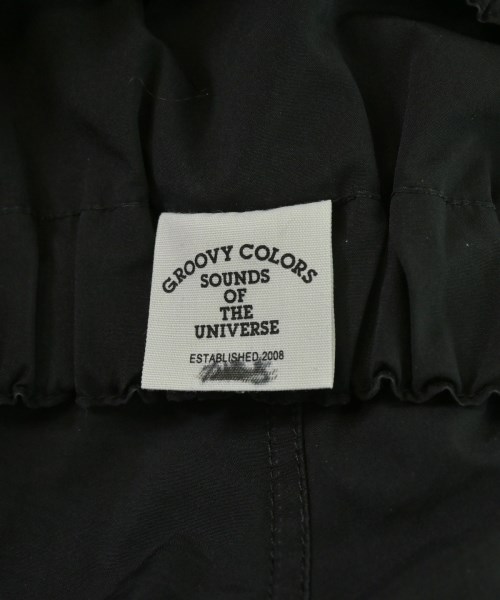 GROOVY COLORS
SOUNDS
OF
THE
UNIVERSE
ESTABLISHED.2008